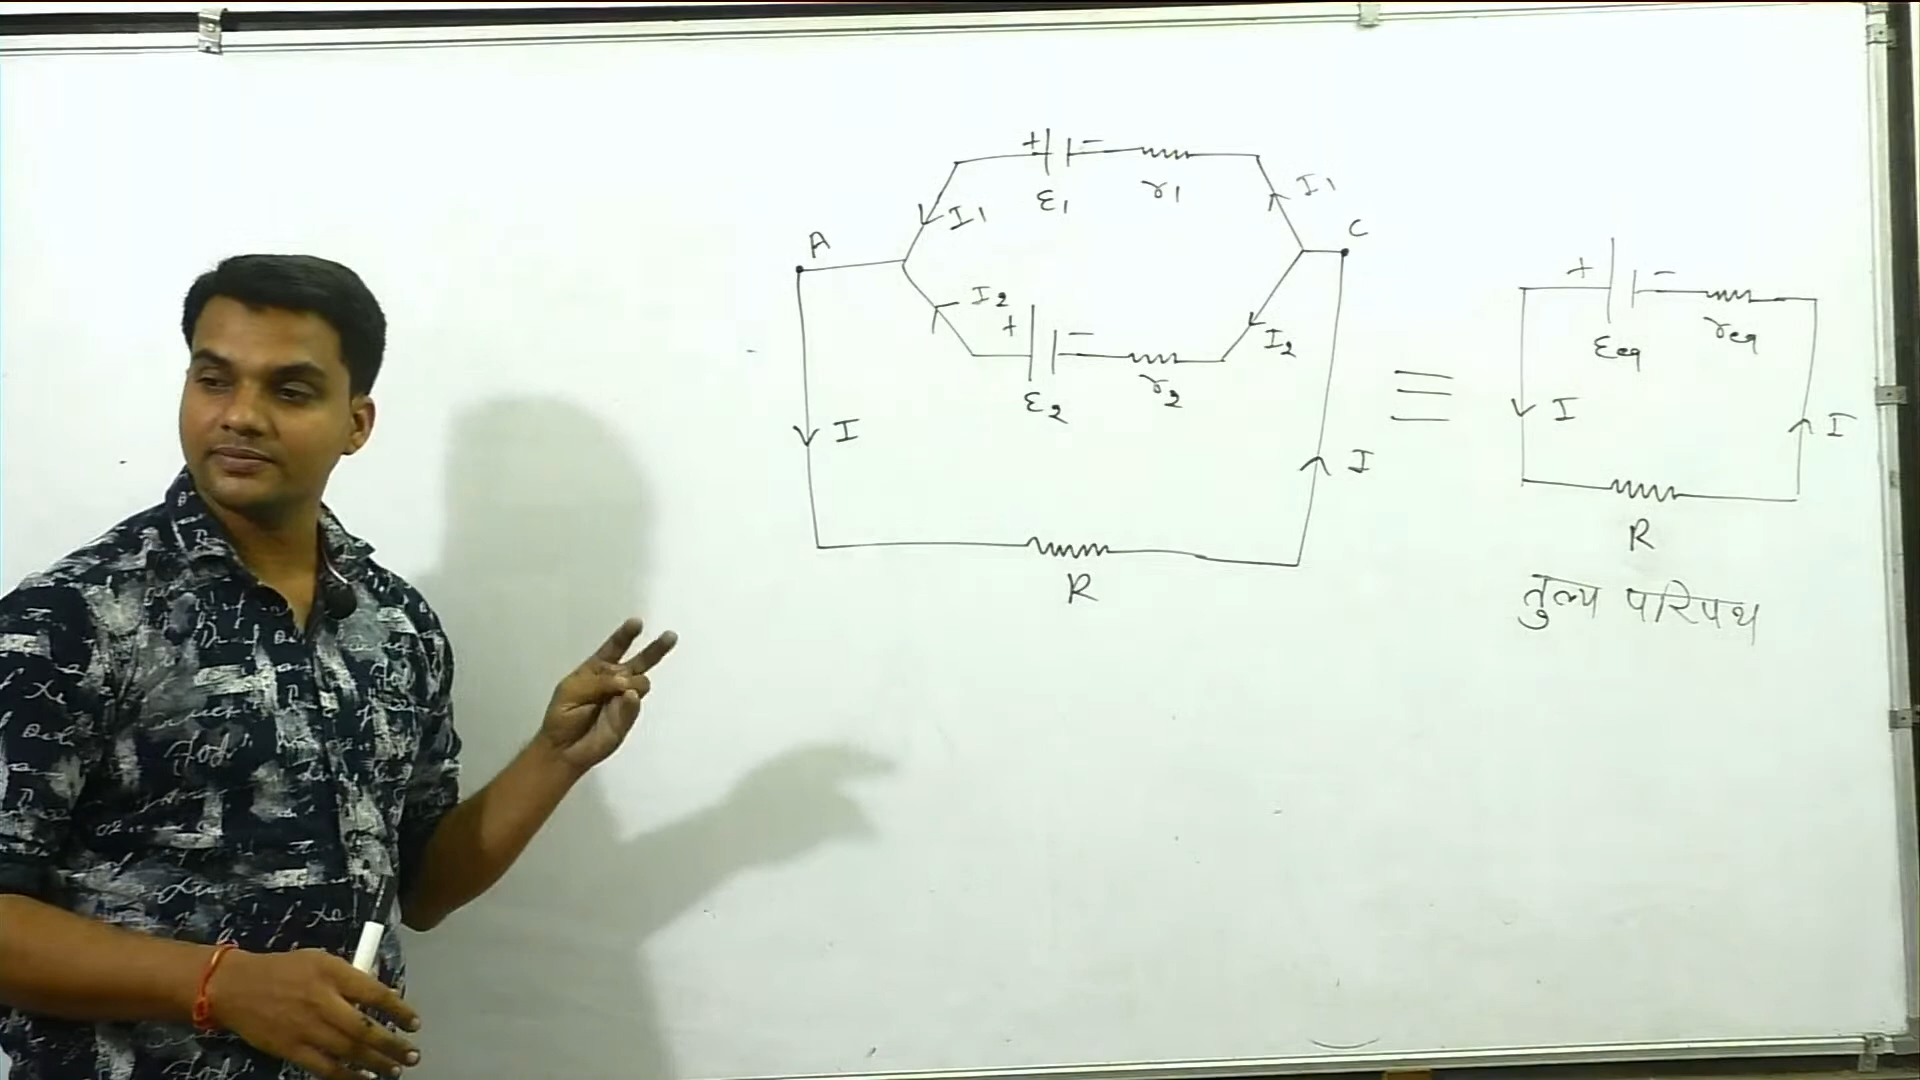 + -
ε1 r1
I1 I1
A C
I2 + -
I2
ε2 r2
I I
R
≡
+ -
εeq req
I I
R
तुल्य परिपथ